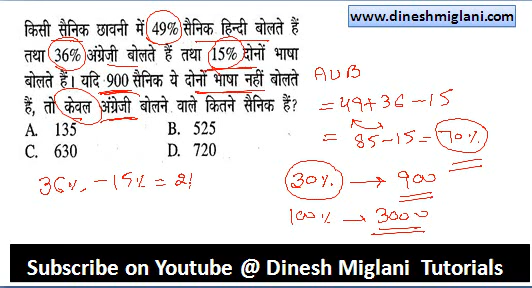 www.dineshmiglani.com
किसी सैनिक छावनी में 49% सैनिक हिन्दी बोलते हैं
तथा 36% अंग्रेजी बोलते हैं तथा 15% दोनों भाषा
बोलते हैं। यदि 900 सैनिक ये दोनों भाषा नहीं बोलते
हैं, तो केवल अंग्रेजी बोलने वाले कितने सैनिक हैं?
A. 135 B. 525
C. 630 D. 720
36% - 15% = 21
AUB
= 49+36-15
= 85-15=70%
30% → 900
100% → 3000
Subscribe on Youtube @ Dinesh Miglani Tutorials